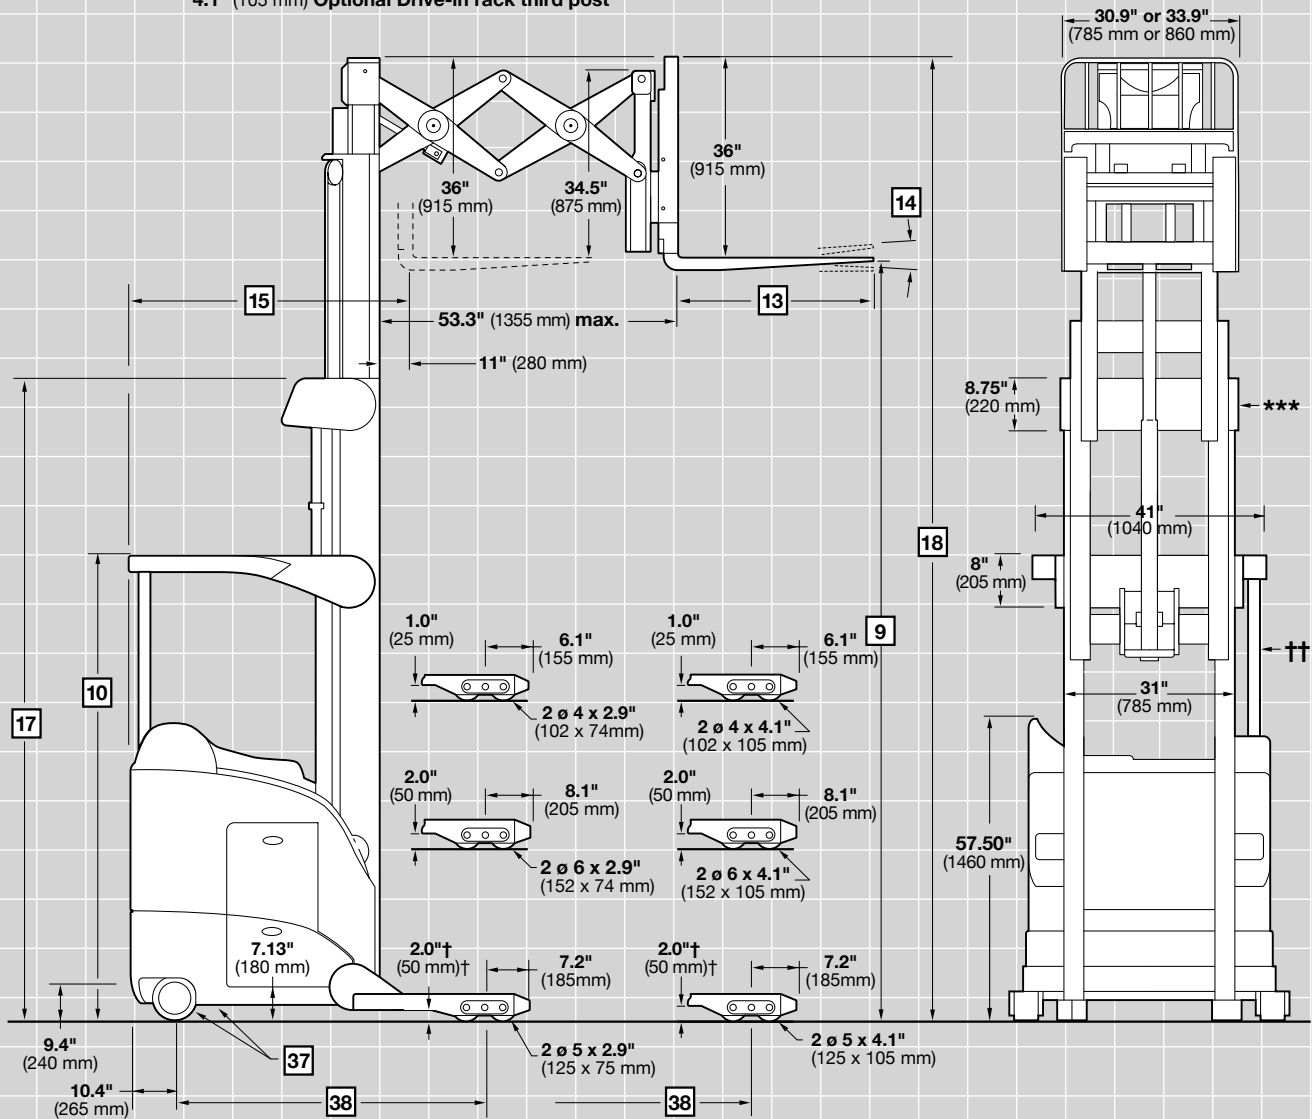 4.1" (105 mm) Optional Drive-in rack third post
30.9" or 33.9"
(785 mm or 860 mm)
36"
(915 mm)
34.5"
(875 mm)
36"
(915 mm)
14
15
13
53.3" (1355 mm) max.
11" (280 mm)
8.75"
(220 mm)
***
41"
(1040 mm)
18
8"
(205 mm)
9
10
17
1.0"
(25 mm)
6.1"
(155 mm)
2 ø 4 x 2.9"
(102 x 74mm)
1.0"
(25 mm)
6.1"
(155 mm)
2 ø 4 x 4.1"
(102 x 105 mm)
††
31"
(785 mm)
2.0"
(50 mm)
8.1"
(205 mm)
2 ø 6 x 2.9"
(152 x 74 mm)
2.0"
(50 mm)
8.1"
(205 mm)
2 ø 6 x 4.1"
(152 x 105 mm)
57.50"
(1460 mm)
7.13"
(180 mm)
2.0"†
(50 mm)†
7.2"
(185mm)
2.0"†
(50 mm)†
7.2"
(185mm)
9.4"
(240 mm)
37
2 ø 5 x 2.9"
(125 x 75 mm)
2 ø 5 x 4.1"
(125 x 105 mm)
10.4"
(265 mm)
38
38